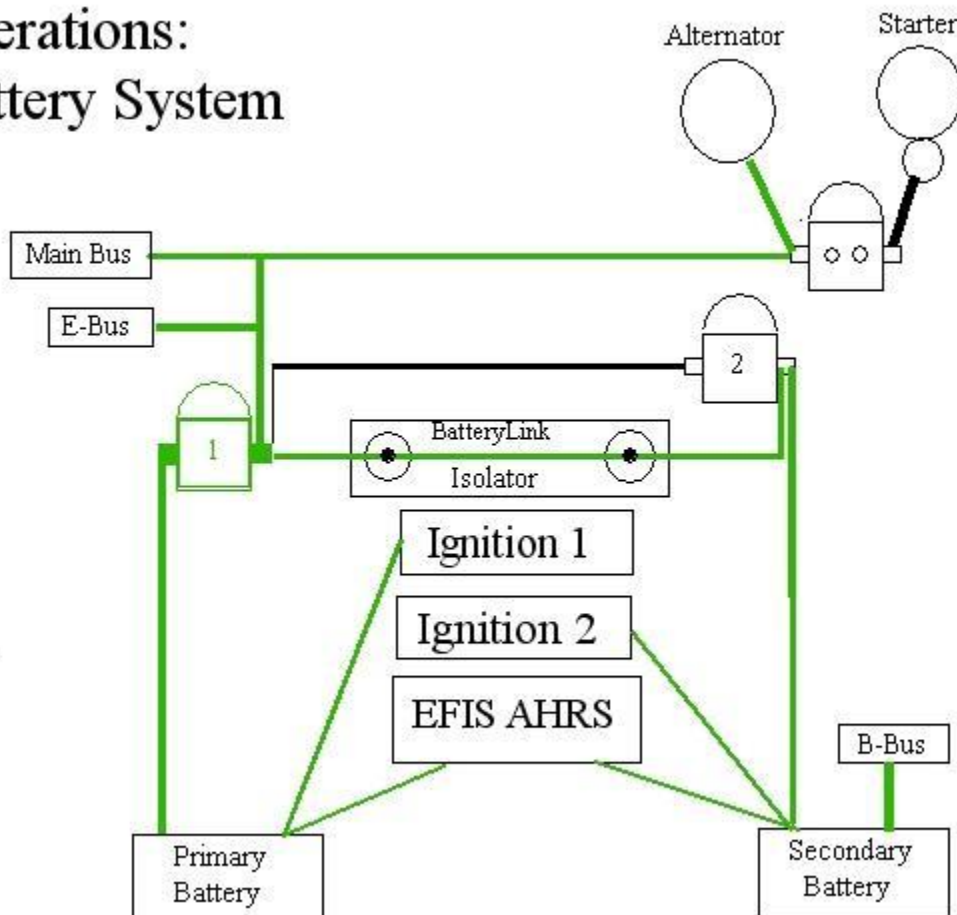 erations:
ttery System
Alternator
Starter
Main Bus
E-Bus
1
2
BatteryLink
Isolator
Ignition 1
Ignition 2
EFIS AHRS
B-Bus
Primary
Battery
Secondary
Battery